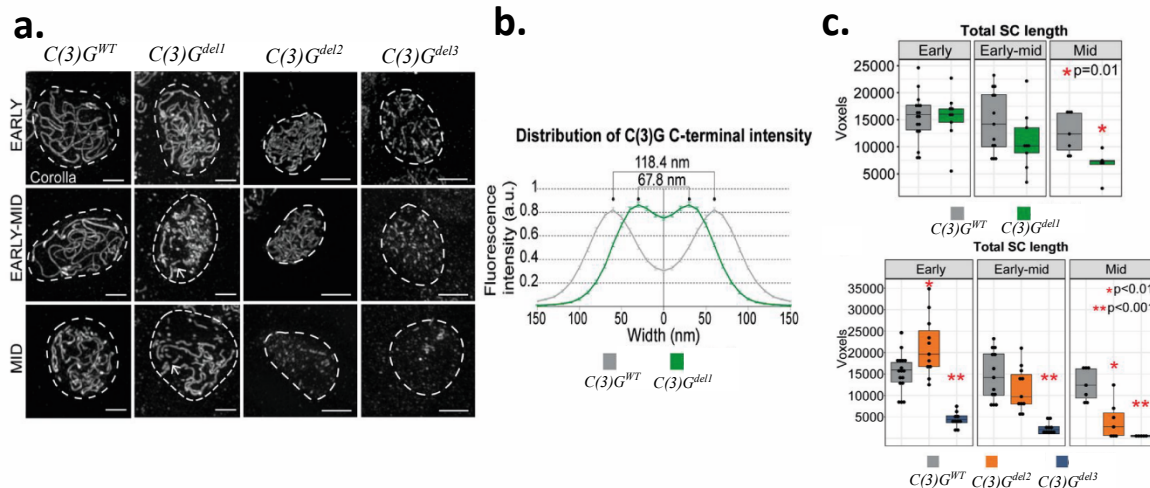 a.
C(3)G^WT C(3)G^del1 C(3)G^del2 C(3)G^del3
EARLY
Corolla
EARLY-MID
MID
b.
Distribution of C(3)G C-terminal intensity
118.4 nm
67.8 nm
Fluorescence
intensity (a.u.)
1
0.8
0.6
0.4
0.2
150 100 50 0 50 100 150
Width (nm)
C(3)G^WT C(3)G^del1
c.
Total SC length
Early Early-mid Mid
*p=0.01
*
Voxels
25000
20000
15000
10000
5000
C(3)G^WT C(3)G^del1
Total SC length
Early Early-mid Mid
*p<0.01
**p<0.001
* ** ** * **
Voxels
35000
30000
25000
20000
15000
10000
5000
C(3)G^WT C(3)G^del2 C(3)G^del3